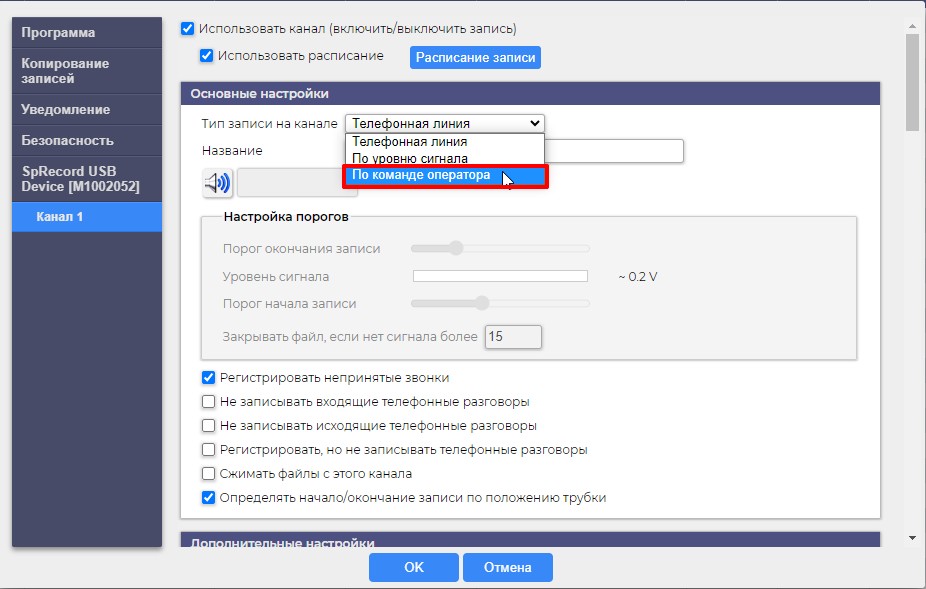 Программа
Копирование
записей
Уведомление
Безопасность
SpRecord USB
Device [M1002052]
Канал 1
Использовать канал (включить/выключить запись)
Использовать расписание
Расписание записи
Основные настройки
Тип записи на канале
Телефонная линия
Телефонная линия
По уровню сигнала
По команде оператора
Название
Настройка порогов
Порог окончания записи
Уровень сигнала
~ 0.2 V
Порог начала записи
Закрывать файл, если нет сигнала более
15
Регистрировать непринятые звонки
Не записывать входящие телефонные разговоры
Не записывать исходящие телефонные разговоры
Регистрировать, но не записывать телефонные разговоры
Сжимать файлы с этого канала
Определять начало/окончание записи по положению трубки
Дополнительные настройки
OK
Отмена